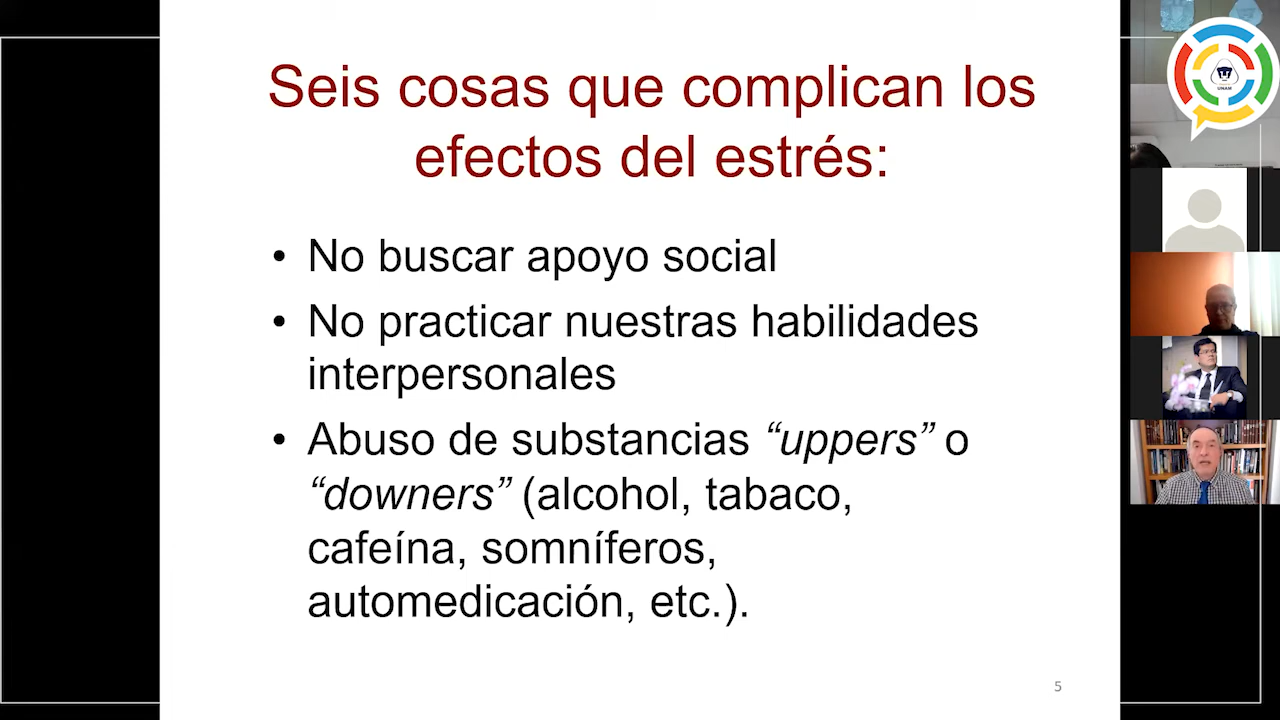 Seis cosas que complican los
efectos del estrés:
• No buscar apoyo social
• No practicar nuestras habilidades
interpersonales
• Abuso de substancias “uppers” o
“downers” (alcohol, tabaco,
cafeína, somníferos,
automedicación, etc.).
5
UNAM